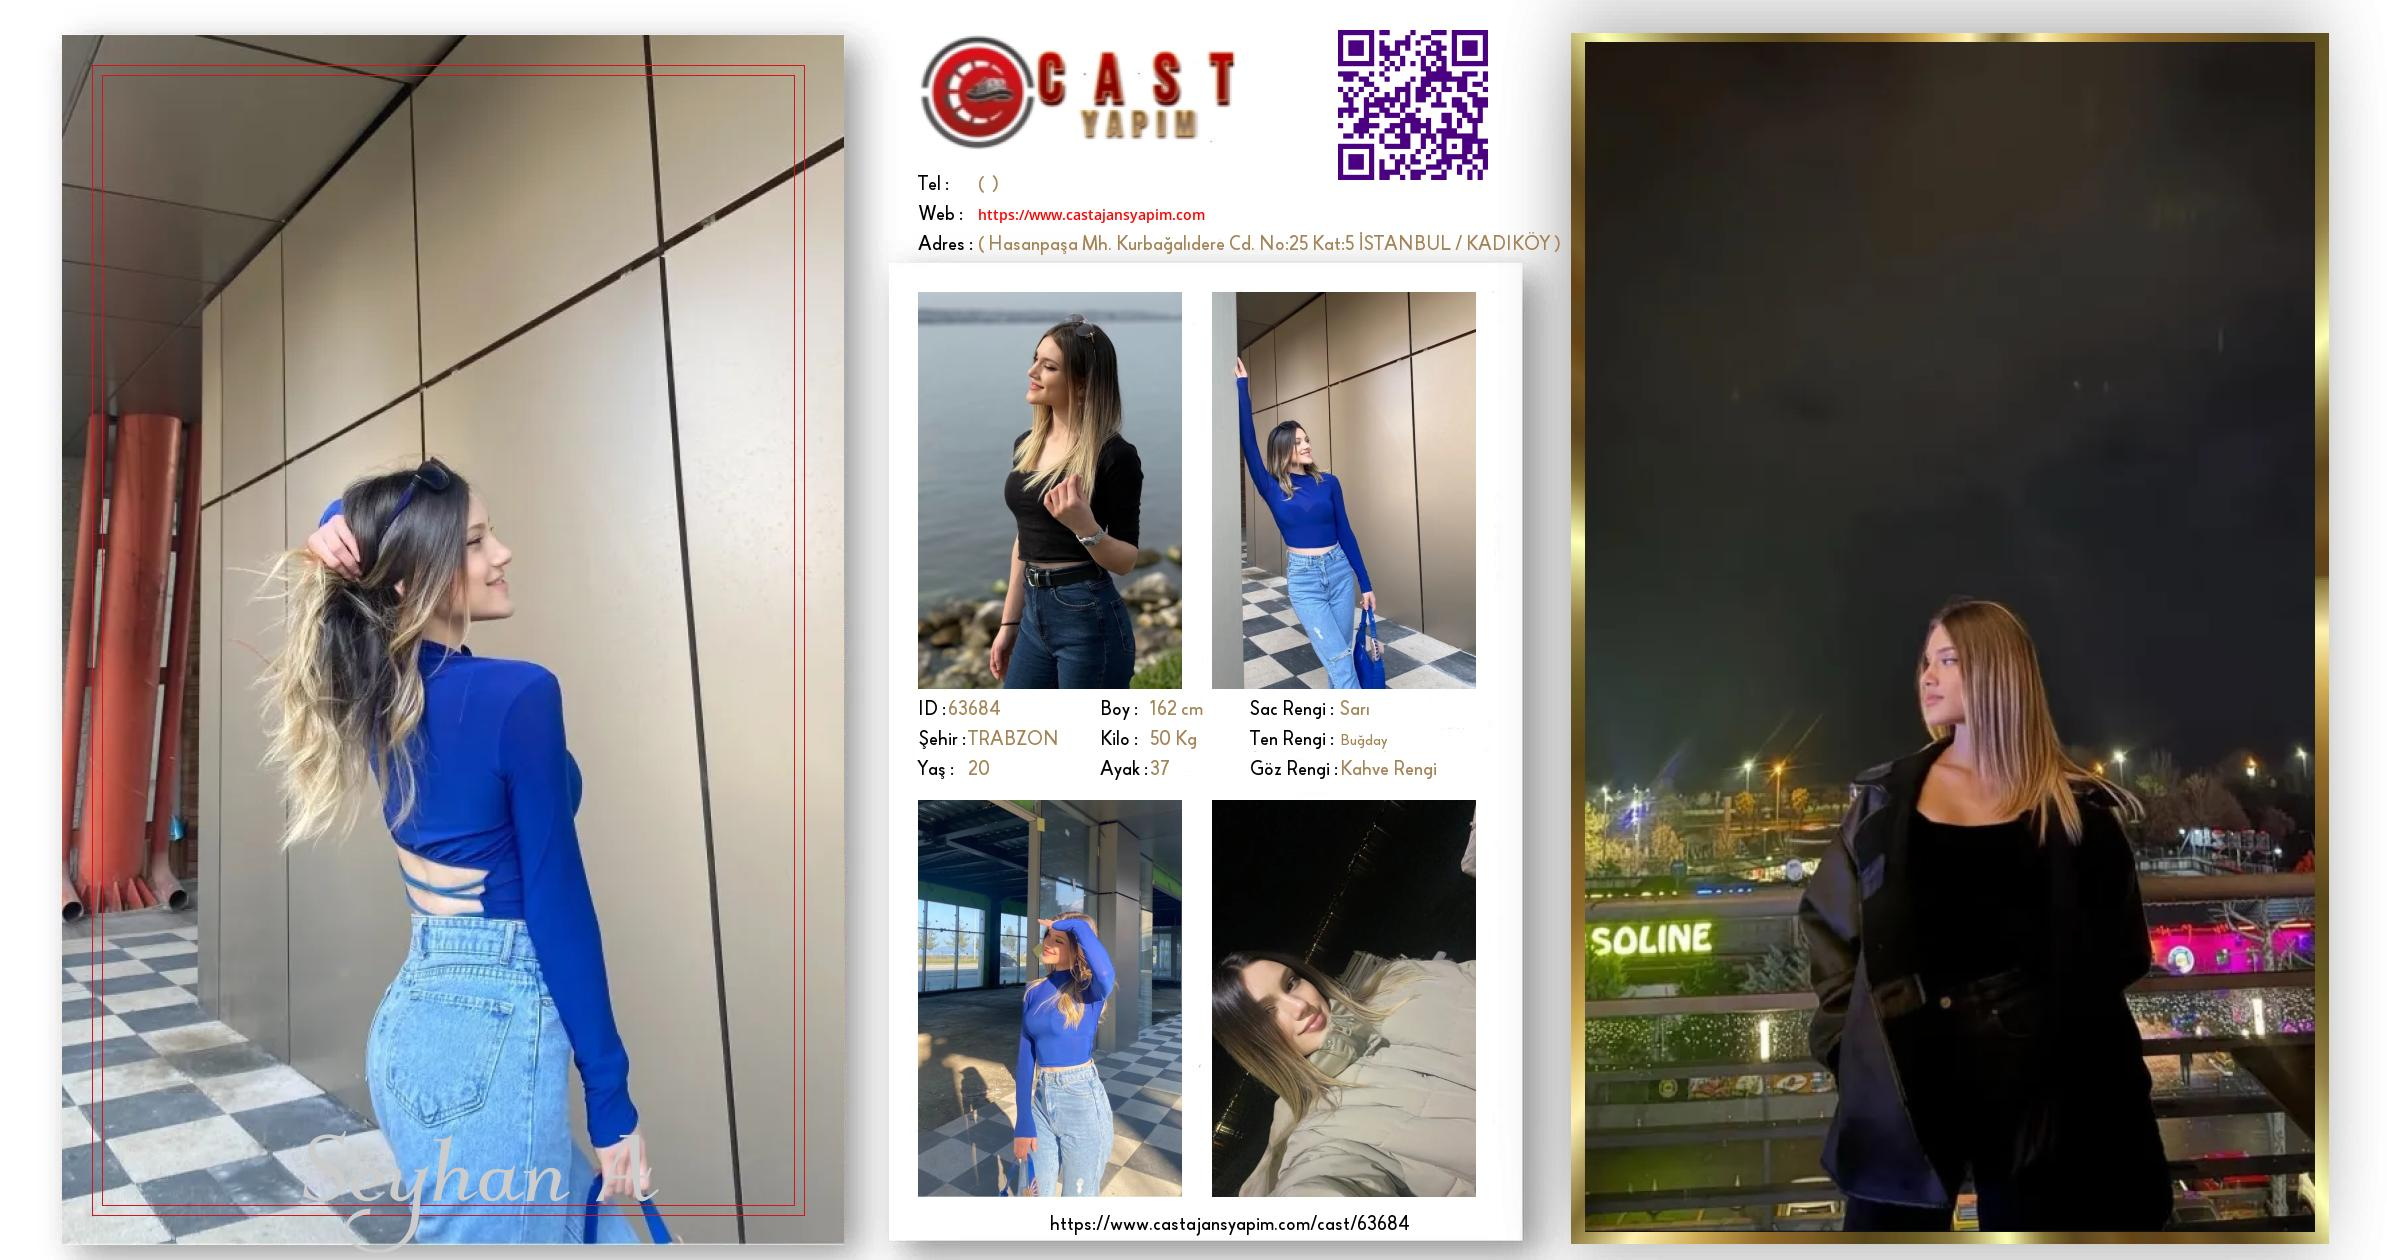 Seyhan A
CAST
YAPIM
Tel : ( )
Web : https://www.castajansyapim.com
Adres : ( Hasanpaşa Mh. Kurbağalıdere Cd. No:25 Kat:5 İSTANBUL / KADIKÖY )
ID : 63684 Boy : 162 cm Sac Rengi : Sarı
Şehir : TRABZON Kilo : 50 Kg Ten Rengi : Buğday
Yaş : 20 Ayak : 37 Göz Rengi : Kahve Rengi
https://www.castajansyapim.com/cast/63684
SOLINE